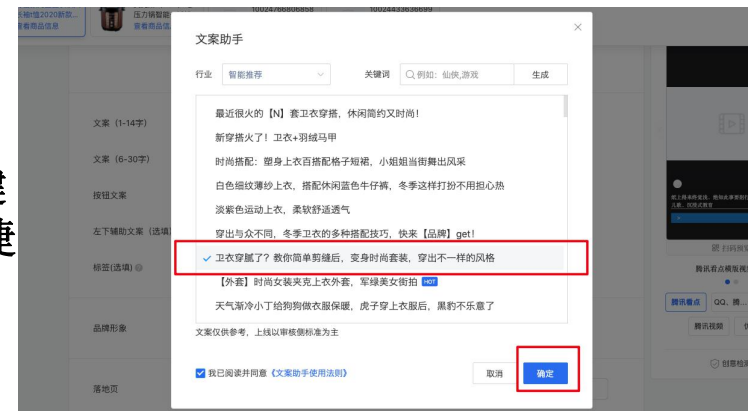 压力锅智能
查看商品信
查看商品信息
10024766806858
10024433636699
文案助手
行业 智能推荐 关键词 例如：仙侠,游戏 生成
最近很火的【N】套卫衣穿搭，休闲简约又时尚！
新穿搭火了！卫衣+羽绒马甲
时尚搭配：塑身上衣百搭配格子短裙，小姐姐当街舞出风采
白色细纹薄纱上衣，搭配休闲蓝色牛仔裤，冬季这样打扮不用担心热
淡紫色运动上衣，柔软舒适透气
穿出与众不同，冬季卫衣的多种搭配技巧，快来【品牌】get！
卫衣穿腻了？教你简单剪缝后，变身时尚套装，穿出不一样的风格
【外套】时尚女装夹克上衣外套，军绿美女街拍 HOT
天气渐冷小丁给狗狗做衣服保暖，虎子穿上衣服后，黑豹不乐意了
文案仅供参考，上线以审核侧标准为主
我已阅读并同意《文案助手使用法则》
取消 确定
文案（1-14字）
文案（6-30字）
按钮文案
左下辅助文案（选填
标签(选填)
品牌形象
落地页
捷
腾讯看点横版视
腾讯看点 QQ、腾...
腾讯视频
创意检测